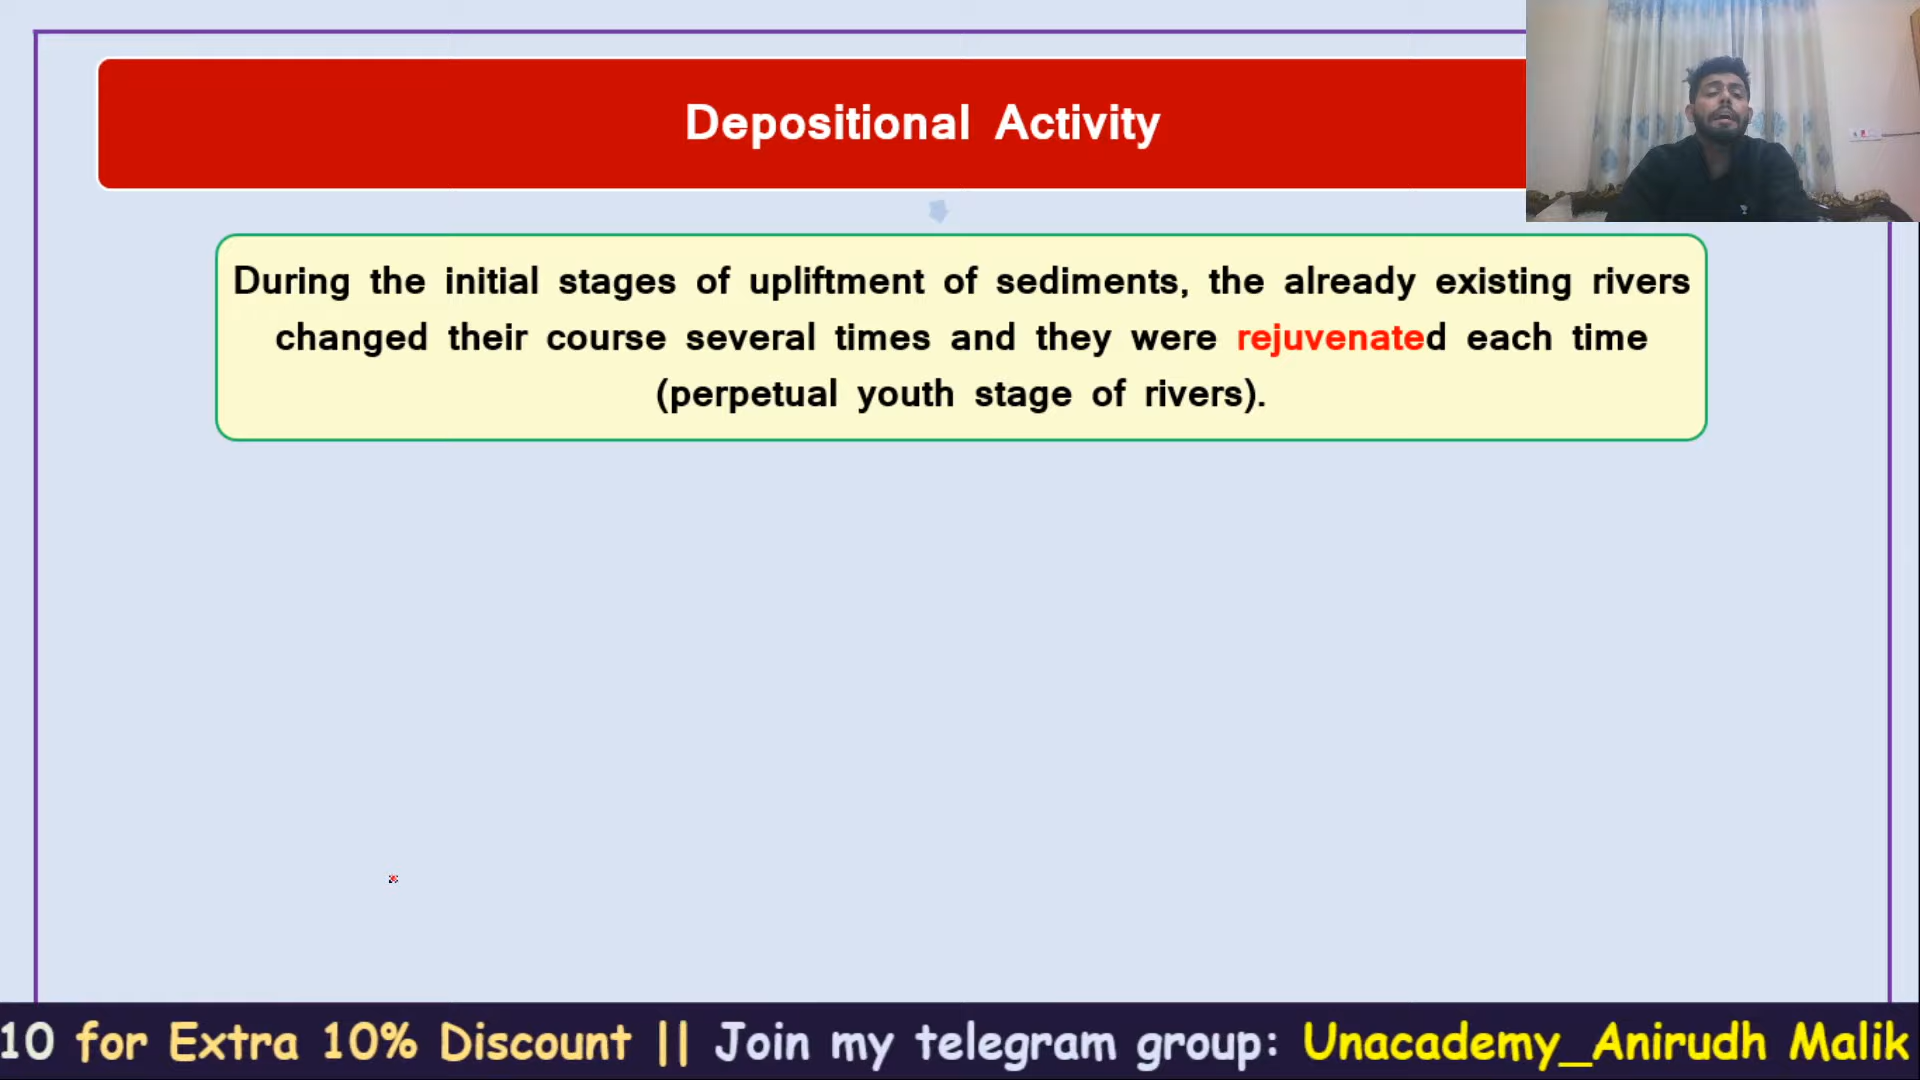 Depositional Activity
During the initial stages of upliftment of sediments, the already existing rivers
changed their course several times and they were rejuvenated each time
(perpetual youth stage of rivers).
10 for Extra 10% Discount || Join my telegram group: Unacademy_Anirudh Malik